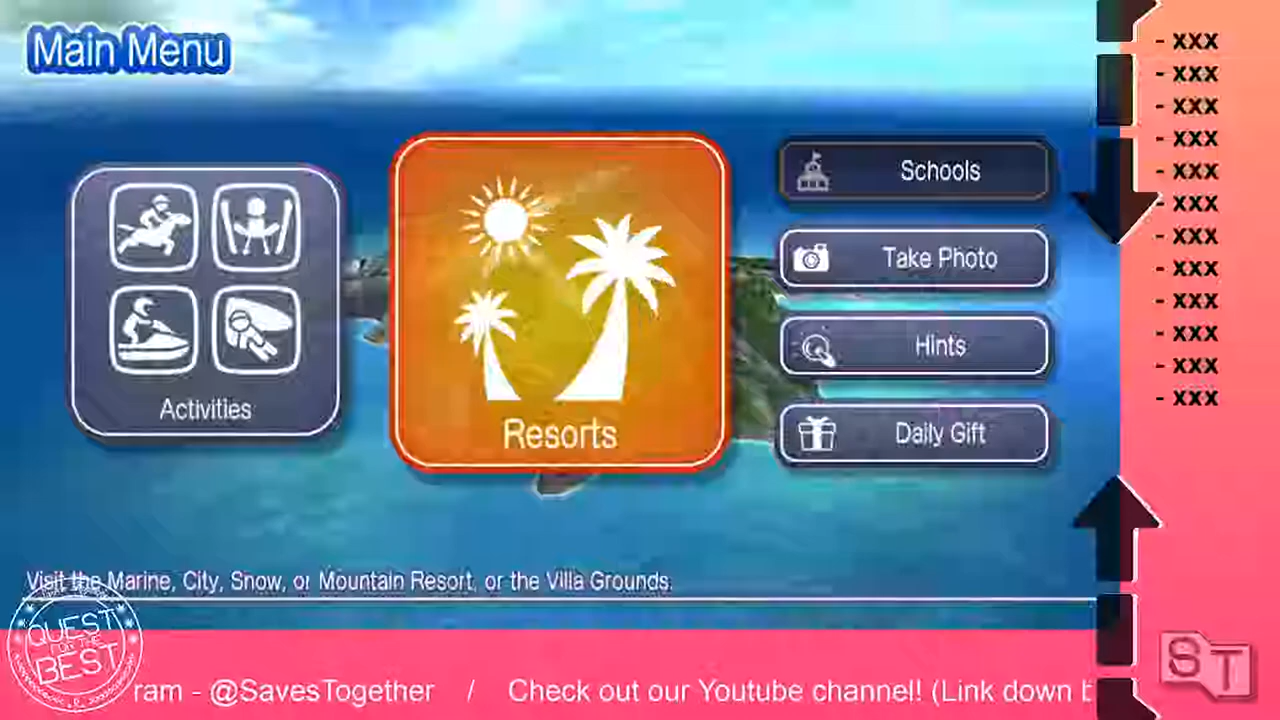 Main Menu
- XXX
- XXX
- XXX
- XXX
- XXX
- XXX
- XXX
- XXX
- XXX
- XXX
- XXX
- XXX
Activities
Resorts
Schools
Take Photo
Hints
Daily Gift
Visit the Marine, City, Snow, or Mountain Resort, or the Villa Grounds.
QUEST
FOR THE
BEST
ram - @SavesTogether / Check out our Youtube channel! (Link down b
ST